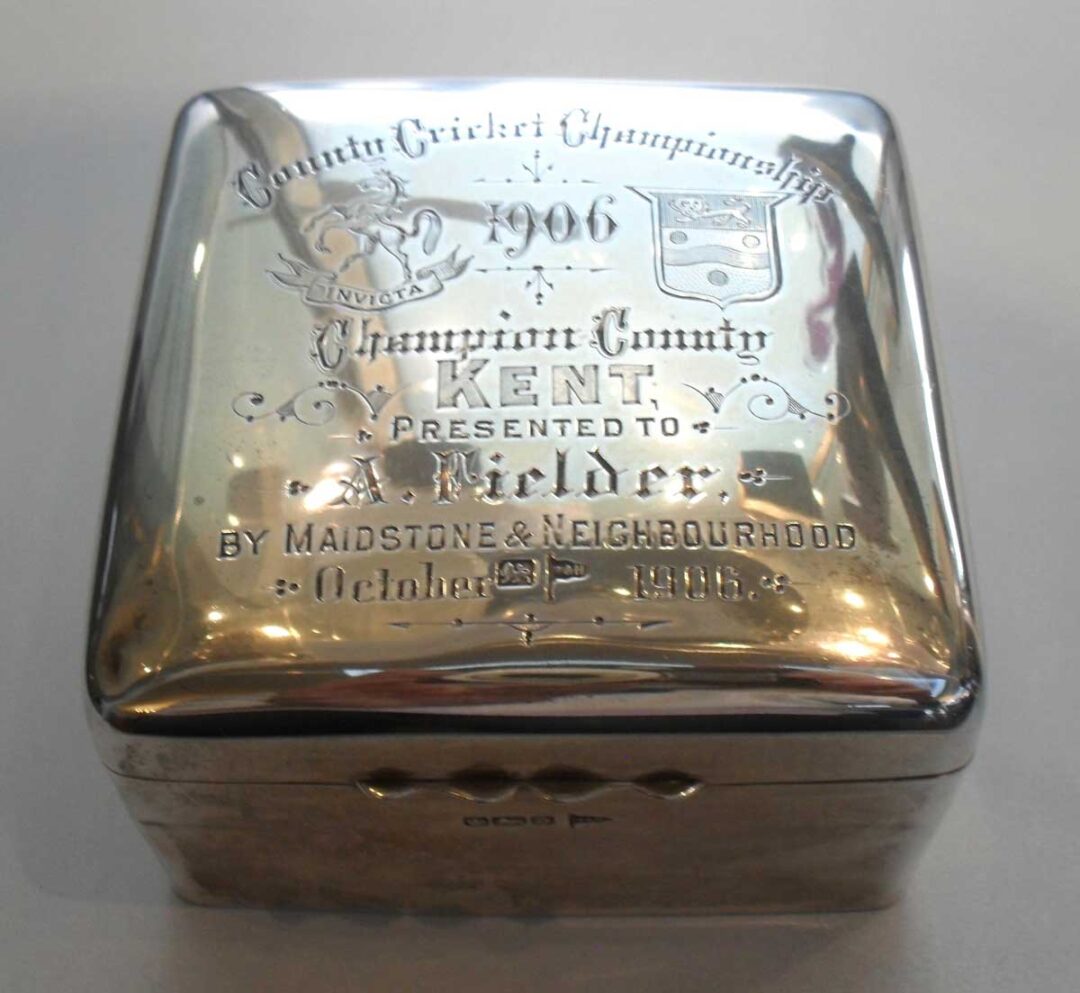 County Cricket Championship
1906
INVICTA
Champion County
KENT,
PRESENTED TO
A. Fielder.
BY MAIDSTONE & NEIGHBOURHOOD
October 1906.